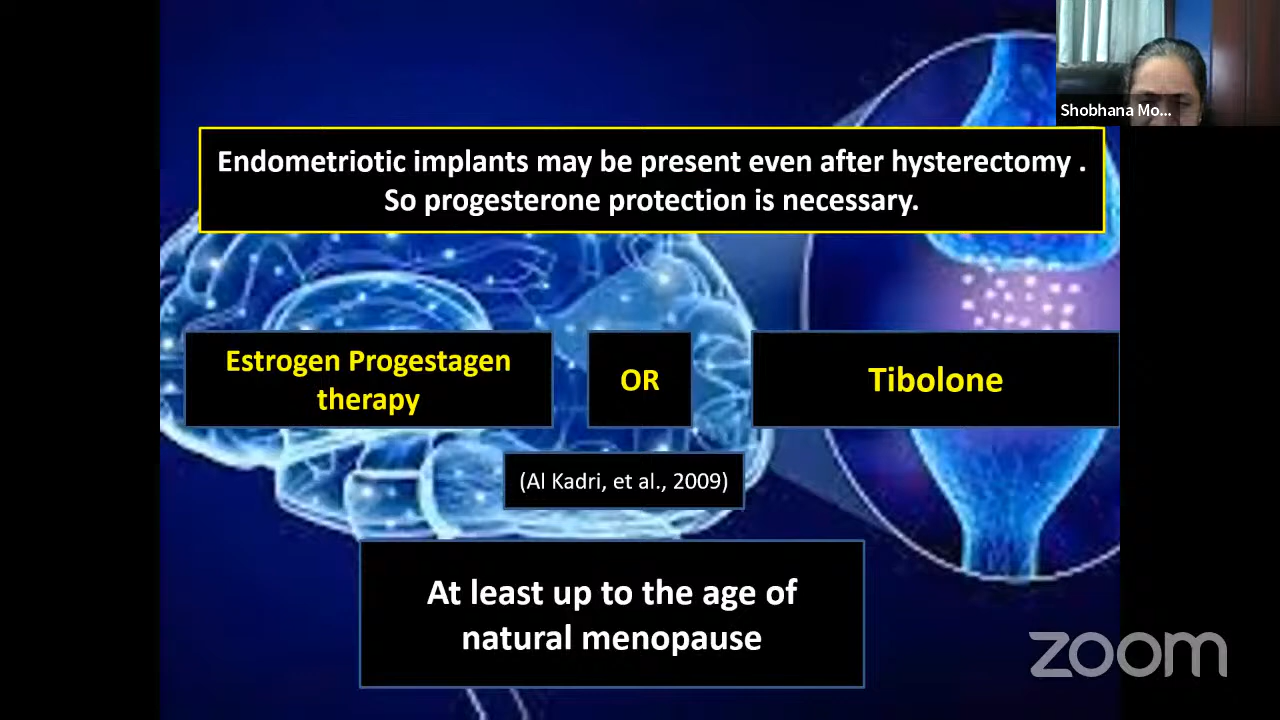 Shobhana Mo...
Endometriotic implants may be present even after hysterectomy .
So progesterone protection is necessary.
Estrogen Progestagen
therapy
OR
Tibolone
(Al Kadri, et al., 2009)
At least up to the age of
natural menopause
zoom